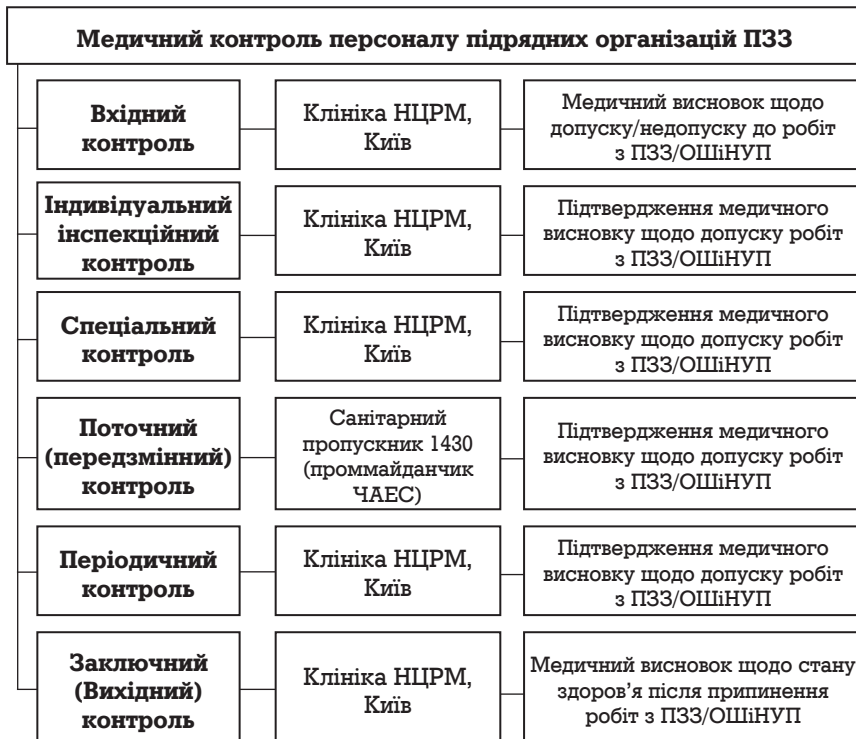 Медичний контроль персоналу підрядних організацій ПЗЗ
Вхідний
контроль
Клініка НЦРМ,
Київ
Медичний висновок щодо
допуску/недопуску до робіт
з ПЗЗ/ОШіНУП
Індивідуальний
інспекційний
контроль
Клініка НЦРМ,
Київ
Підтвердження медичного
висновку щодо допуску робіт
з ПЗЗ/ОШіНУП
Спеціальний
контроль
Клініка НЦРМ,
Київ
Підтвердження медичного
висновку щодо допуску робіт
з ПЗЗ/ОШіНУП
Поточний
(передзмінний)
контроль
Санітарний
пропускник 1430
(проммайданчик
ЧАЕС)
Підтвердження медичного
висновку щодо допуску робіт
з ПЗЗ/ОШіНУП
Періодичний
контроль
Клініка НЦРМ,
Київ
Підтвердження медичного
висновку щодо допуску робіт
з ПЗЗ/ОШіНУП
Заключний
(Вихідний)
контроль
Клініка НЦРМ,
Київ
Медичний висновок щодо стану
здоров’я після припинення
робіт з ПЗЗ/ОШіНУП